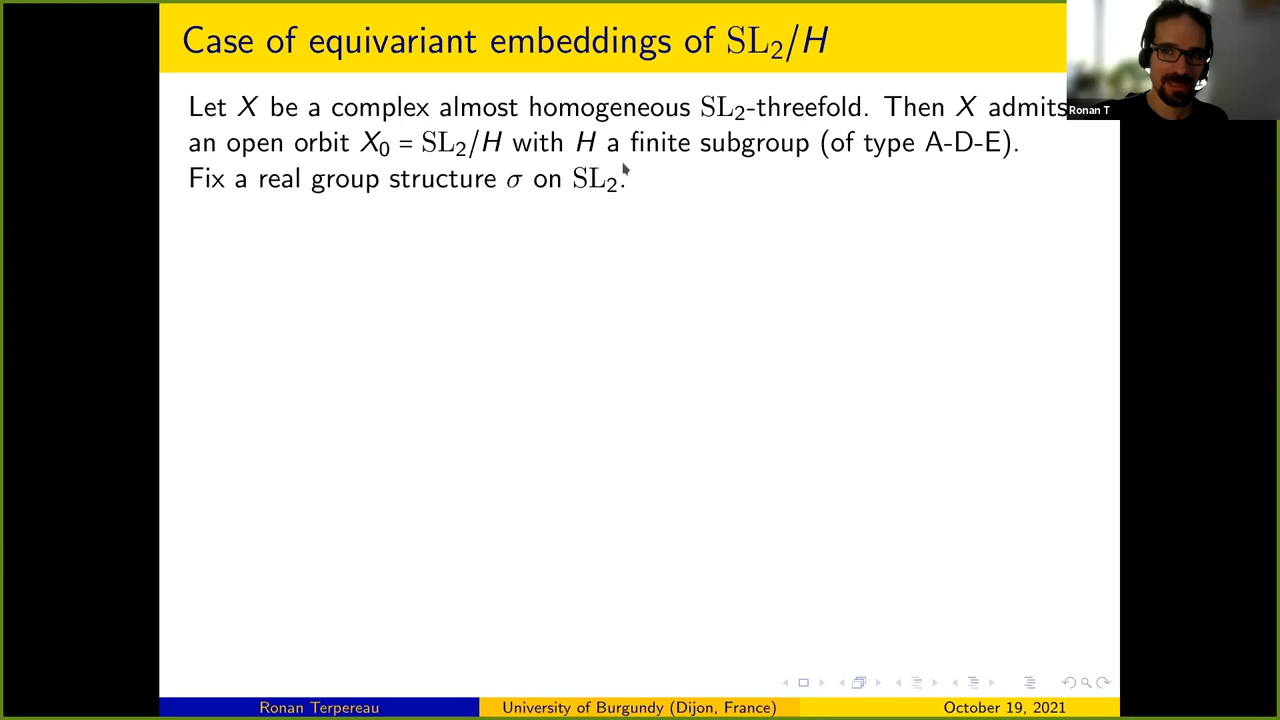 Case of equivariant embeddings of SL₂/H
Ronan T
Let X be a complex almost homogeneous SL₂-threefold. Then X admits
an open orbit X₀ = SL₂/H with H a finite subgroup (of type A-D-E).
Fix a real group structure σ on SL₂.
Ronan Terpereau University of Burgundy (Dijon, France) October 19, 2021